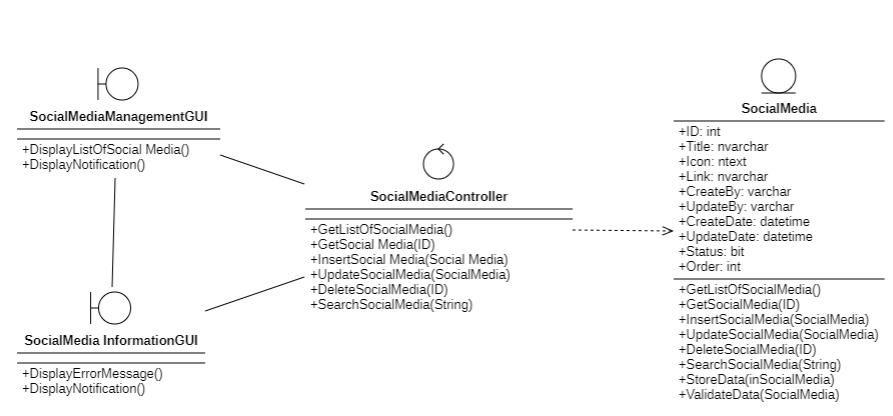 SocialMediaManagementGUI
+DisplayListOfSocial Media()
+DisplayNotification()
SocialMedia InformationGUI
+DisplayErrorMessage()
+DisplayNotification()
SocialMediaController
+GetListOfSocialMedia()
+GetSocial Media(ID)
+InsertSocial Media(Social Media)
+UpdateSocialMedia(SocialMedia)
+DeleteSocialMedia(ID)
+SearchSocialMedia(String)
SocialMedia
+ID: int
+Title: nvarchar
+Icon: ntext
+Link: nvarchar
+CreateBy: varchar
+UpdateBy: varchar
+CreateDate: datetime
+UpdateDate: datetime
+Status: bit
+Order: int
+GetListOfSocialMedia()
+GetSocialMedia(ID)
+InsertSocialMedia(SocialMedia)
+UpdateSocialMedia(SocialMedia)
+DeleteSocialMedia(ID)
+SearchSocialMedia(String)
+StoreData(inSocialMedia)
+ValidateData(SocialMedia)